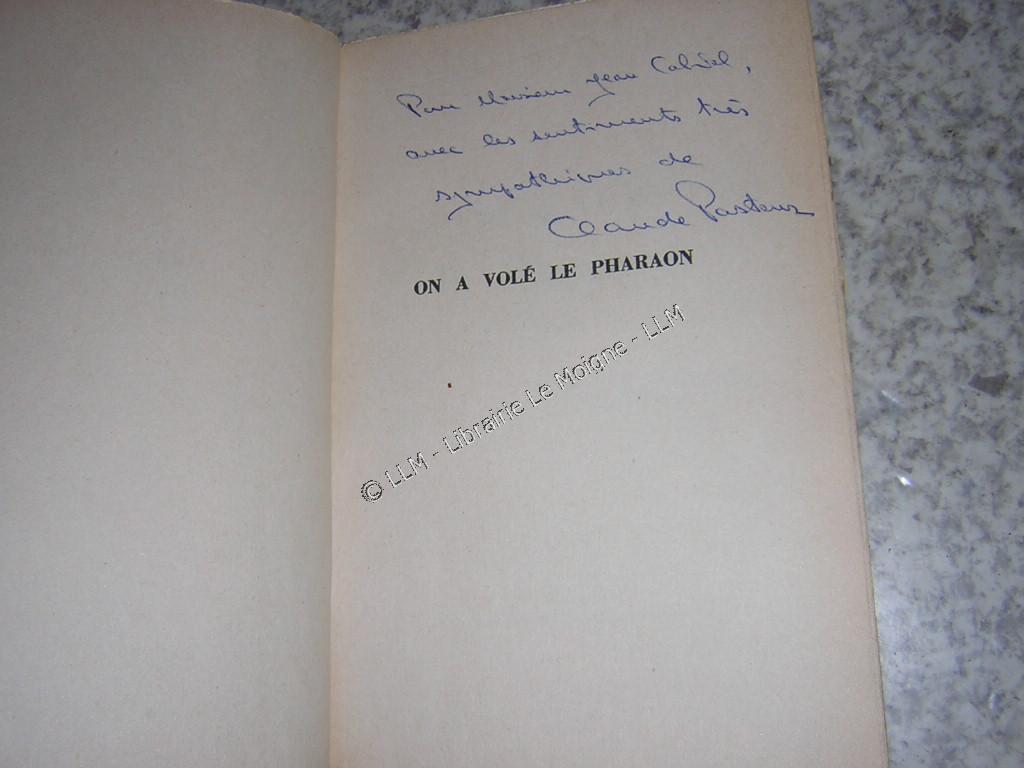 Pour Monsieur Jean Cabriel,
avec les sentiments très
sympathiques de
Claude Pasteur
ON A VOLÉ LE PHARAON
© LLM - Librairie Le Moigne - LLM